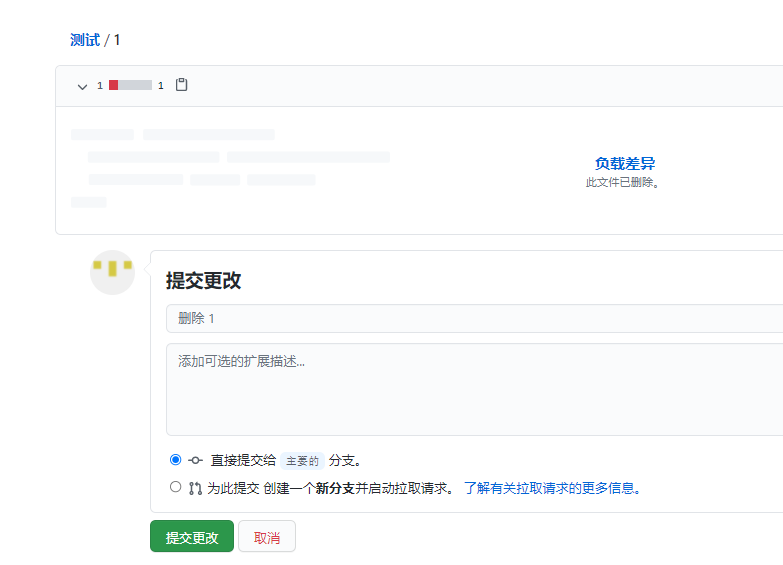 测试 / 1
1 1
负载差异
此文件已删除。
提交更改
删除 1
添加可选的扩展描述...
直接提交给 主要的 分支。
为此提交 创建一个新分支并启动拉取请求。 了解有关拉取请求的更多信息。
提交更改 取消